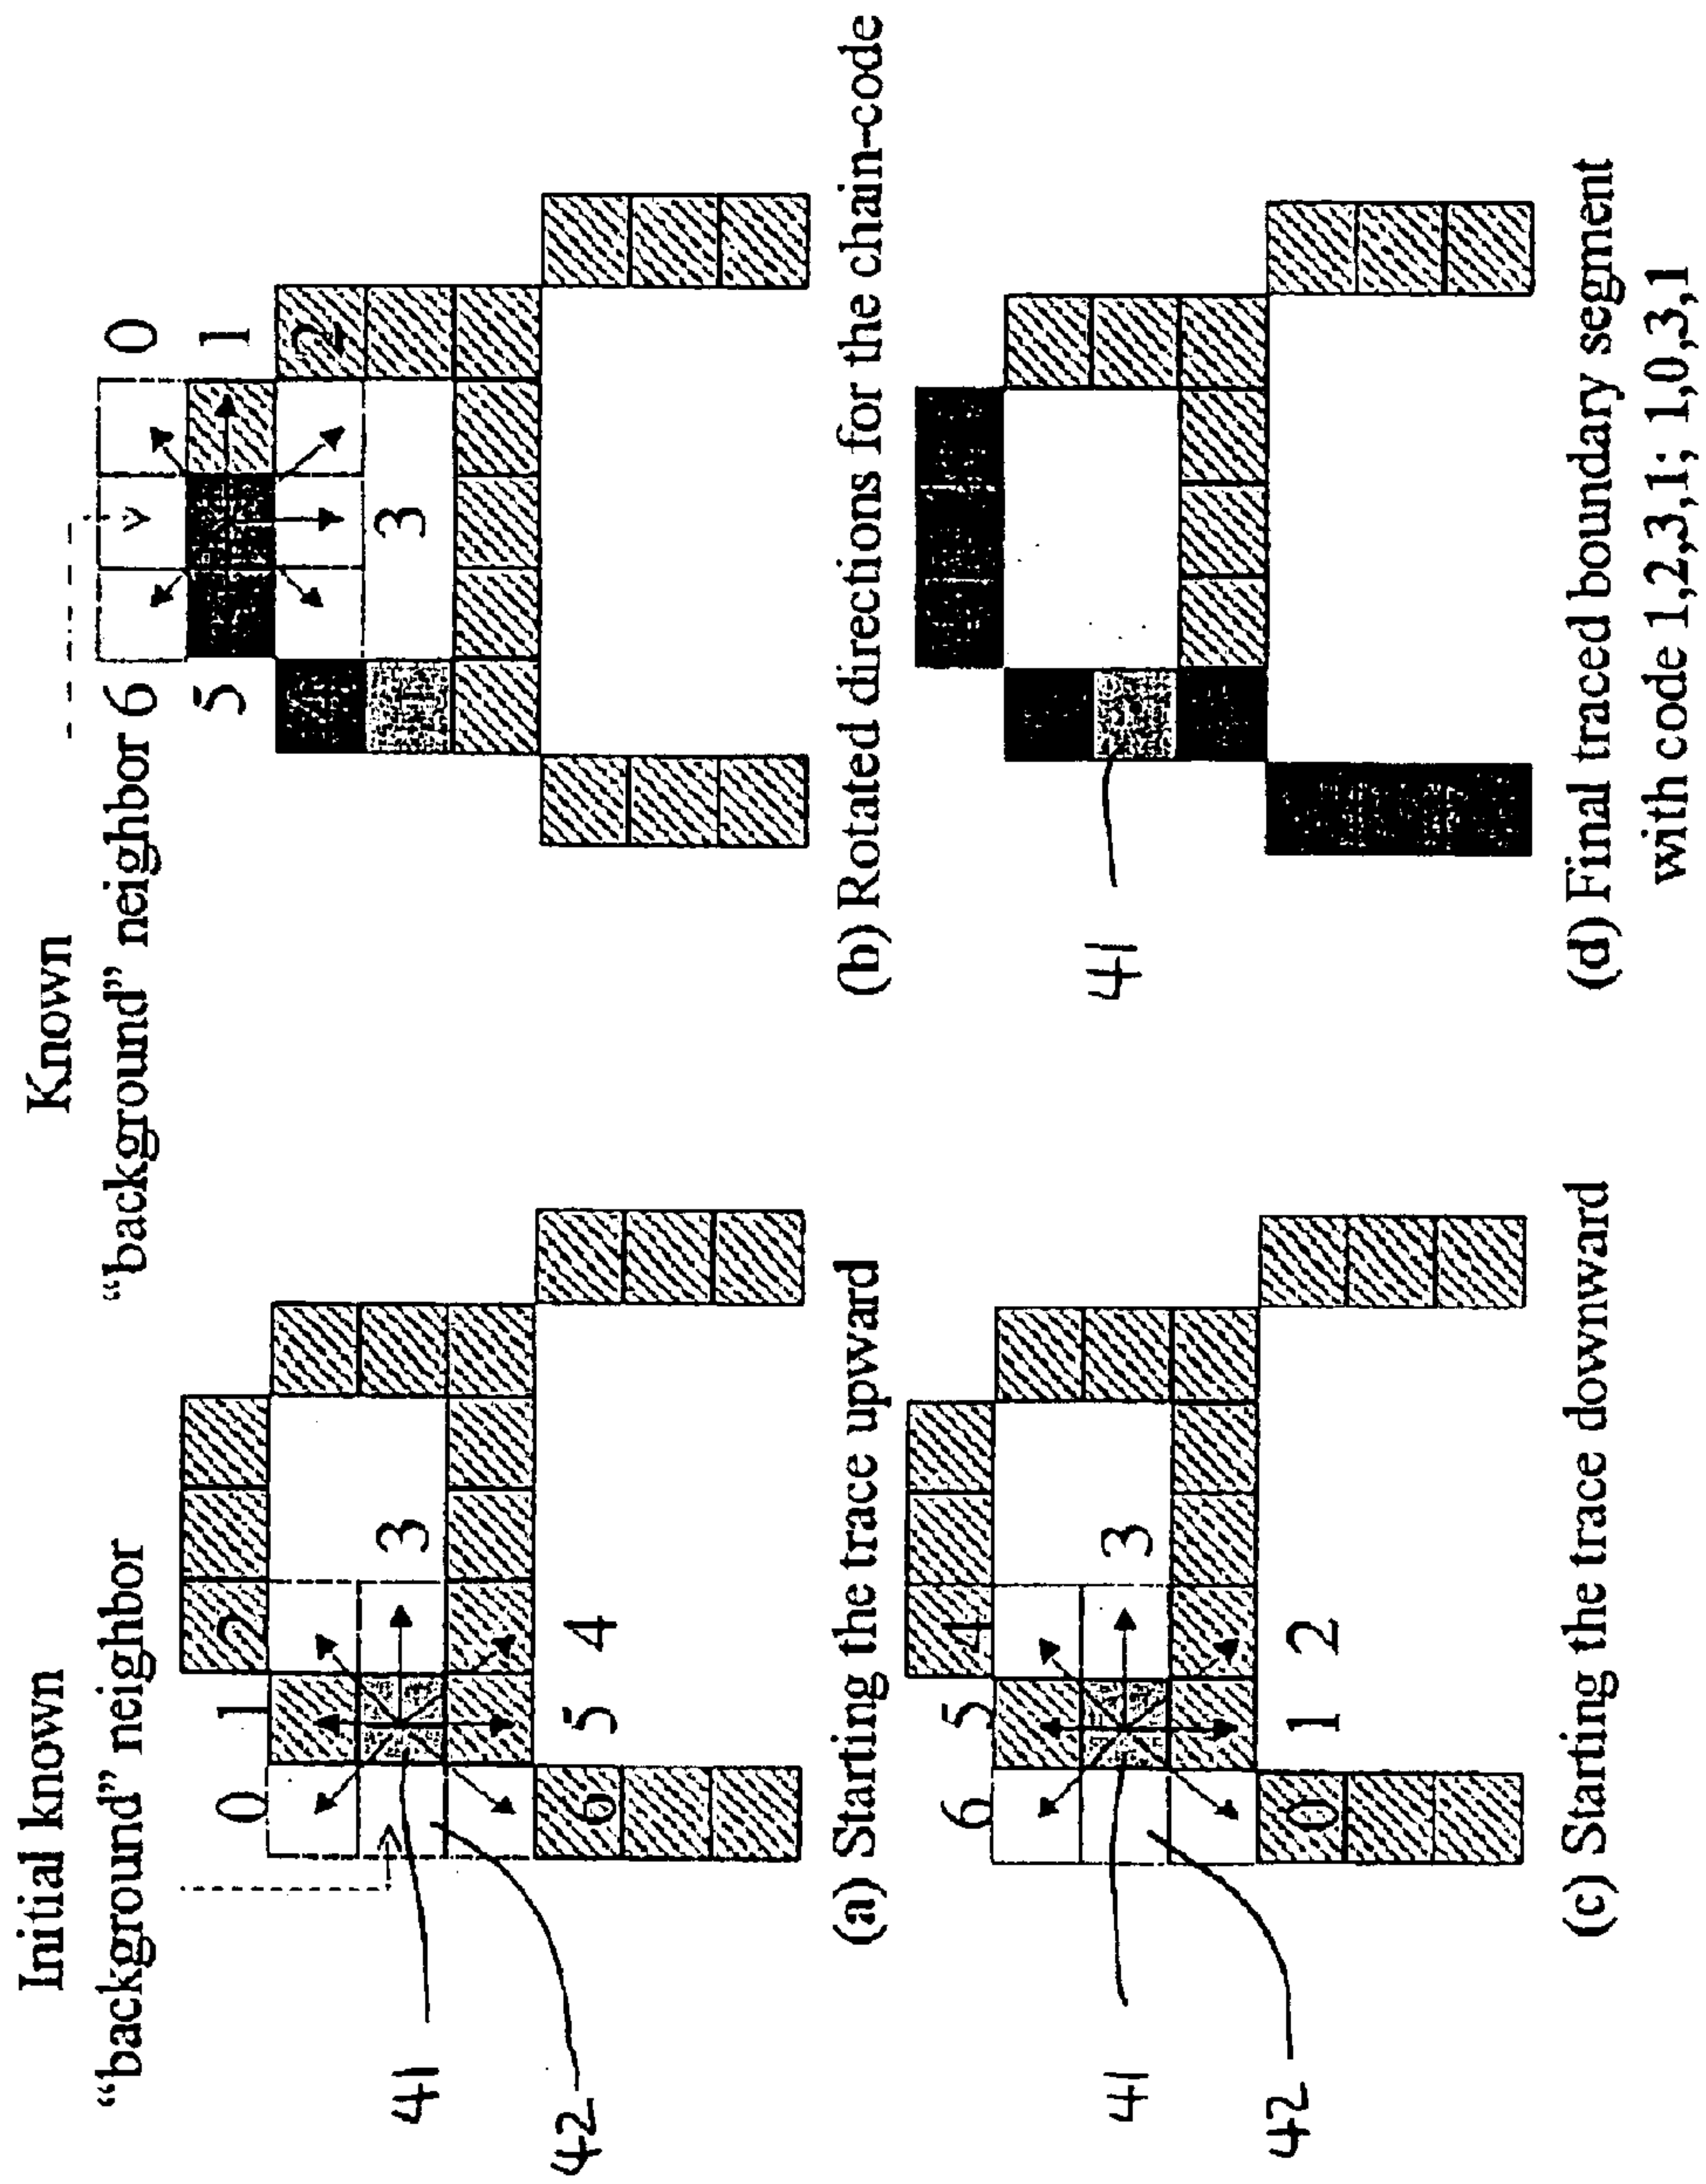 Initial known
"background" neighbor
0
1
2
3
4
5
6
41
42
(a) Starting the trace upward
Known
"background" neighbor
6
0
5
1
2
3
(b) Rotated directions for the chain-code
6
5
4
3
0
1
2
41
42
(c) Starting the trace downward
41
(d) Final traced boundary segment
with code 1,2,3,1; 1,0,3,1